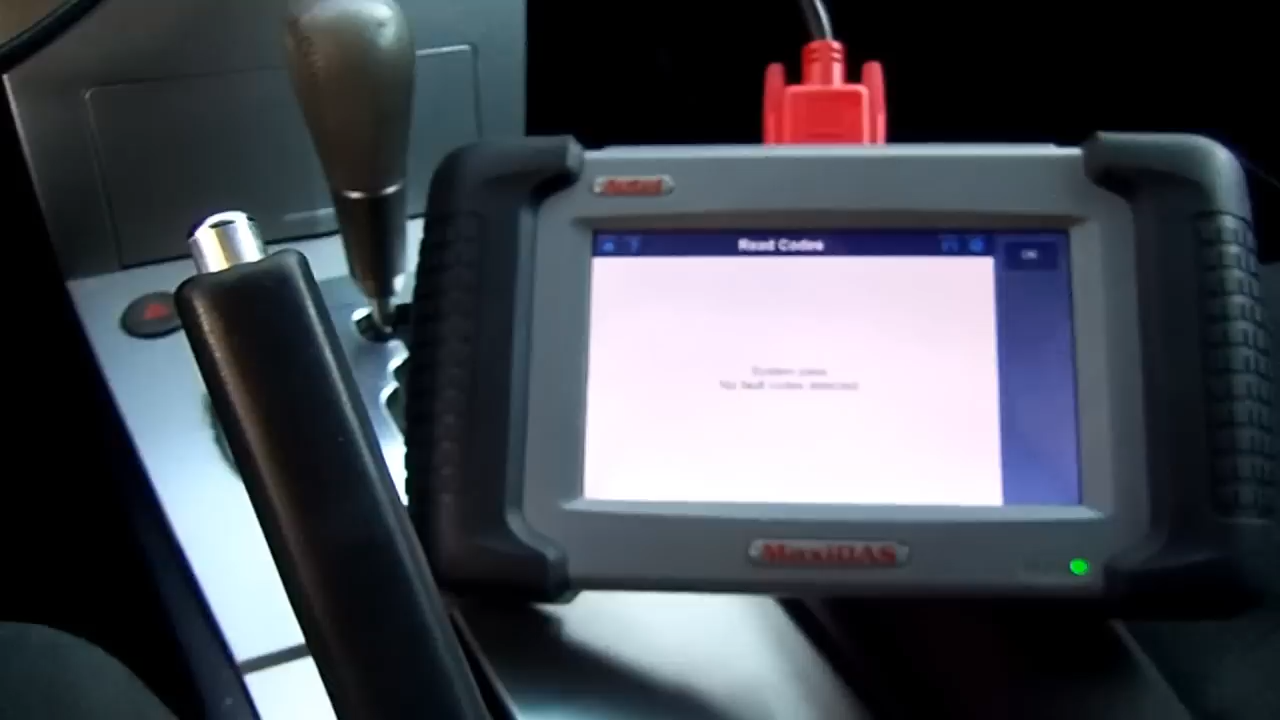 Autel
Read Codes
OK
System pass
No fault codes detected
MaxiDAS